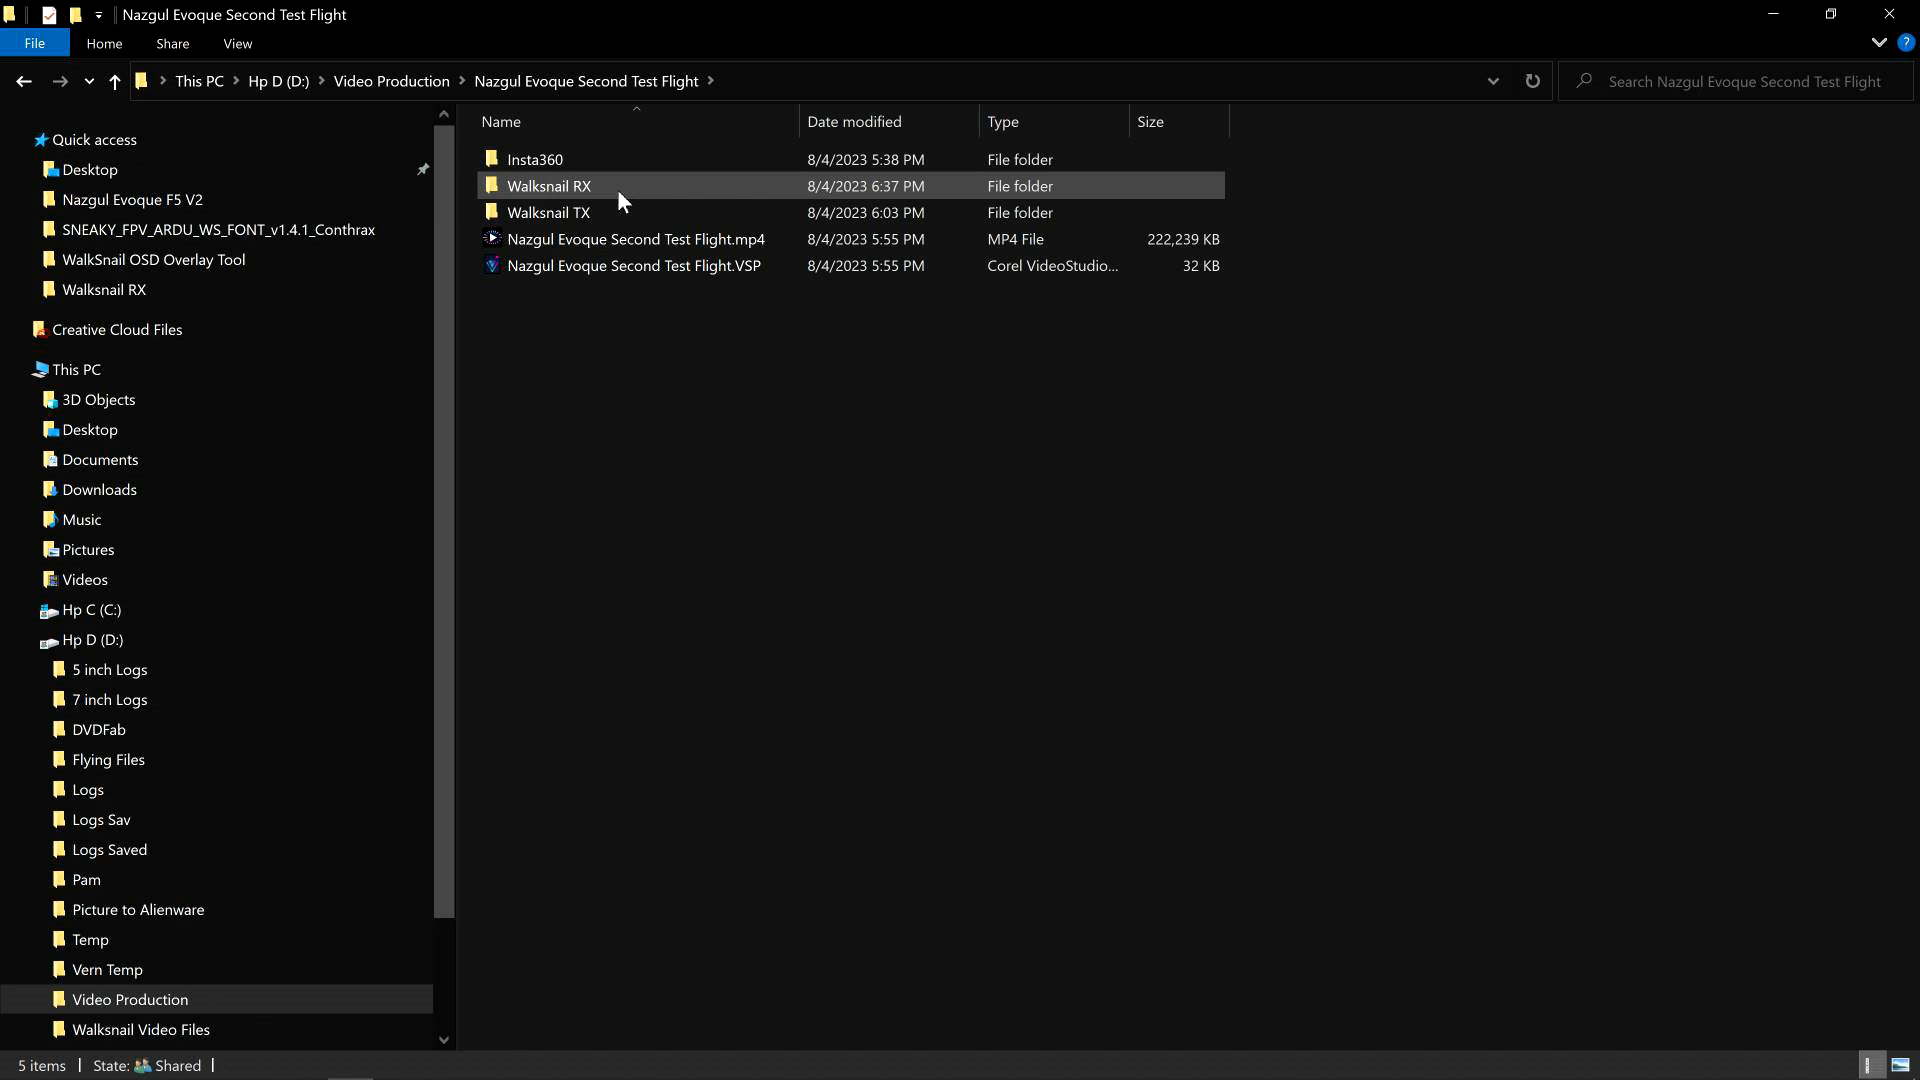 Nazgul Evoque Second Test Flight
File Home Share View
This PC Hp D (D:) Video Production Nazgul Evoque Second Test Flight
Search Nazgul Evoque Second Test Flight
Name Date modified Type Size
Insta360 8/4/2023 5:38 PM File folder
Walksnail RX 8/4/2023 6:37 PM File folder
Walksnail TX 8/4/2023 6:03 PM File folder
Nazgul Evoque Second Test Flight.mp4 8/4/2023 5:55 PM MP4 File 222,239 KB
Nazgul Evoque Second Test Flight.VSP 8/4/2023 5:55 PM Corel VideoStudio... 32 KB
Quick access
Desktop
Nazgul Evoque F5 V2
SNEAKY_FPV_ARDU_WS_FONT_v1.4.1_Conthrax
WalkSnail OSD Overlay Tool
Walksnail RX
Creative Cloud Files
This PC
3D Objects
Desktop
Documents
Downloads
Music
Pictures
Videos
Hp C (C:)
Hp D (D:)
5 inch Logs
7 inch Logs
DVDFab
Flying Files
Logs
Logs Sav
Logs Saved
Pam
Picture to Alienware
Temp
Vern Temp
Video Production
Walksnail Video Files
5 items State: Shared